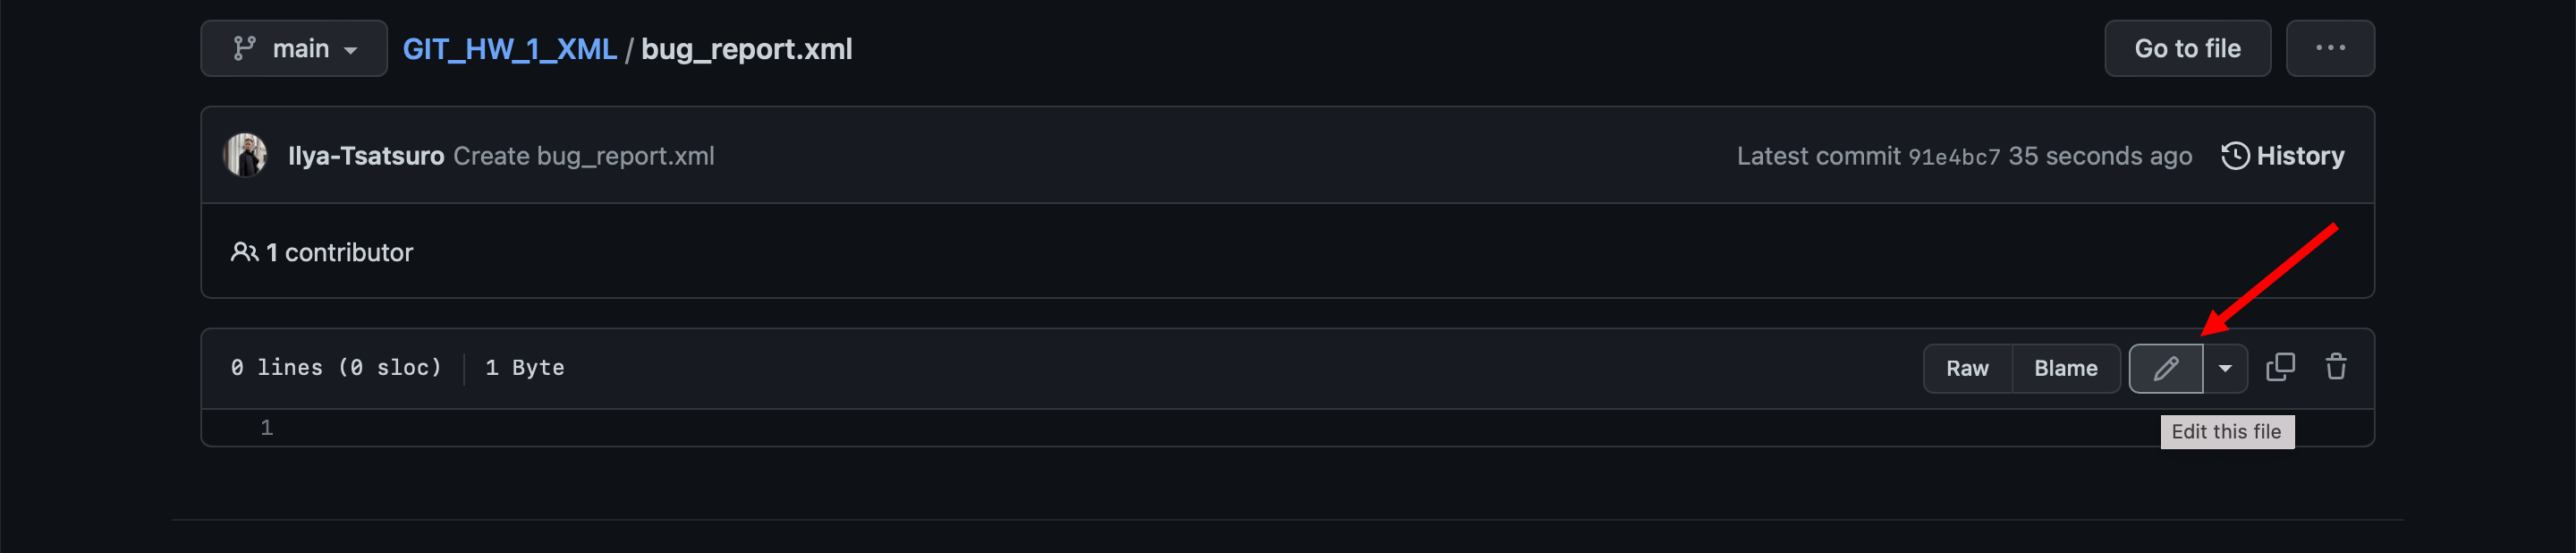 main
GIT_HW_1_XML / bug_report.xml
Go to file
Ilya-Tsatsuro Create bug_report.xml
Latest commit 91e4bc7 35 seconds ago
History
1 contributor
0 lines (0 sloc) 1 Byte
Raw
Blame
1
Edit this file